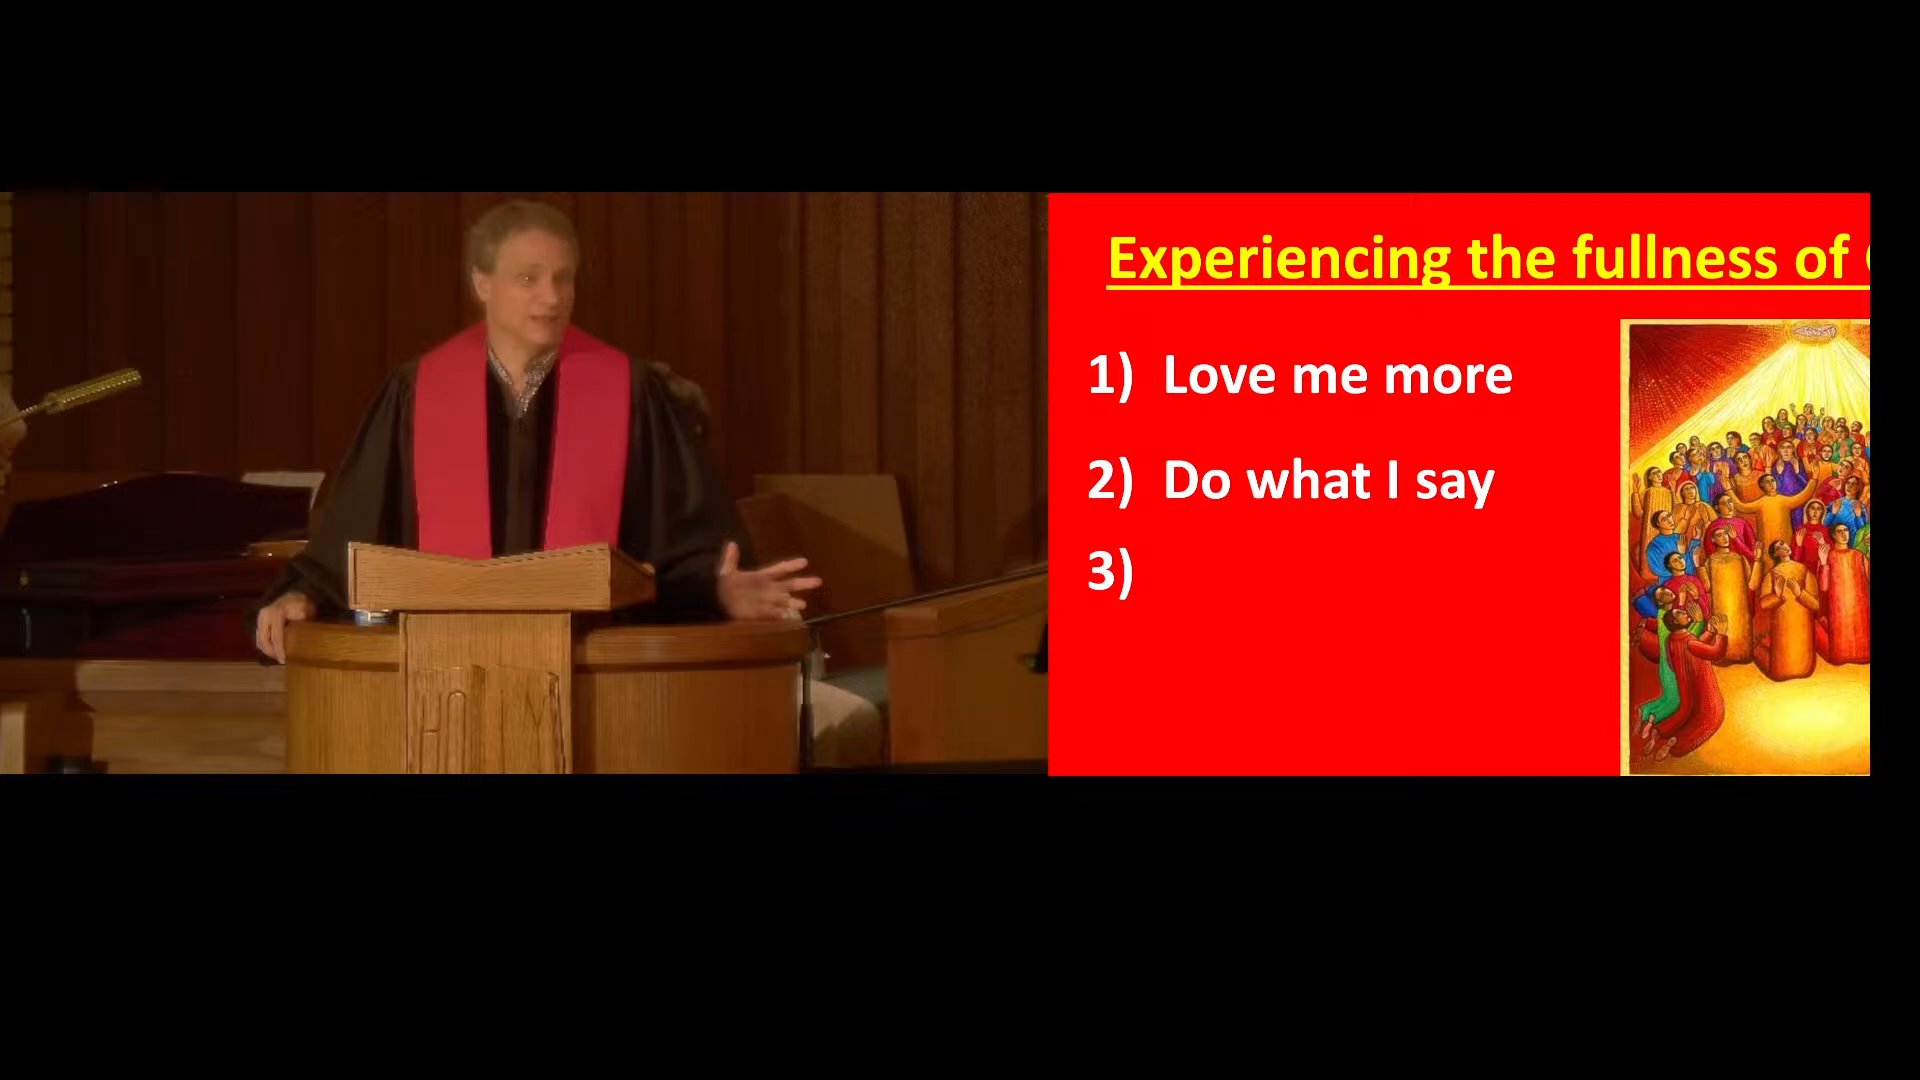 Experiencing the fullness of
1) Love me more
2) Do what I say
3)